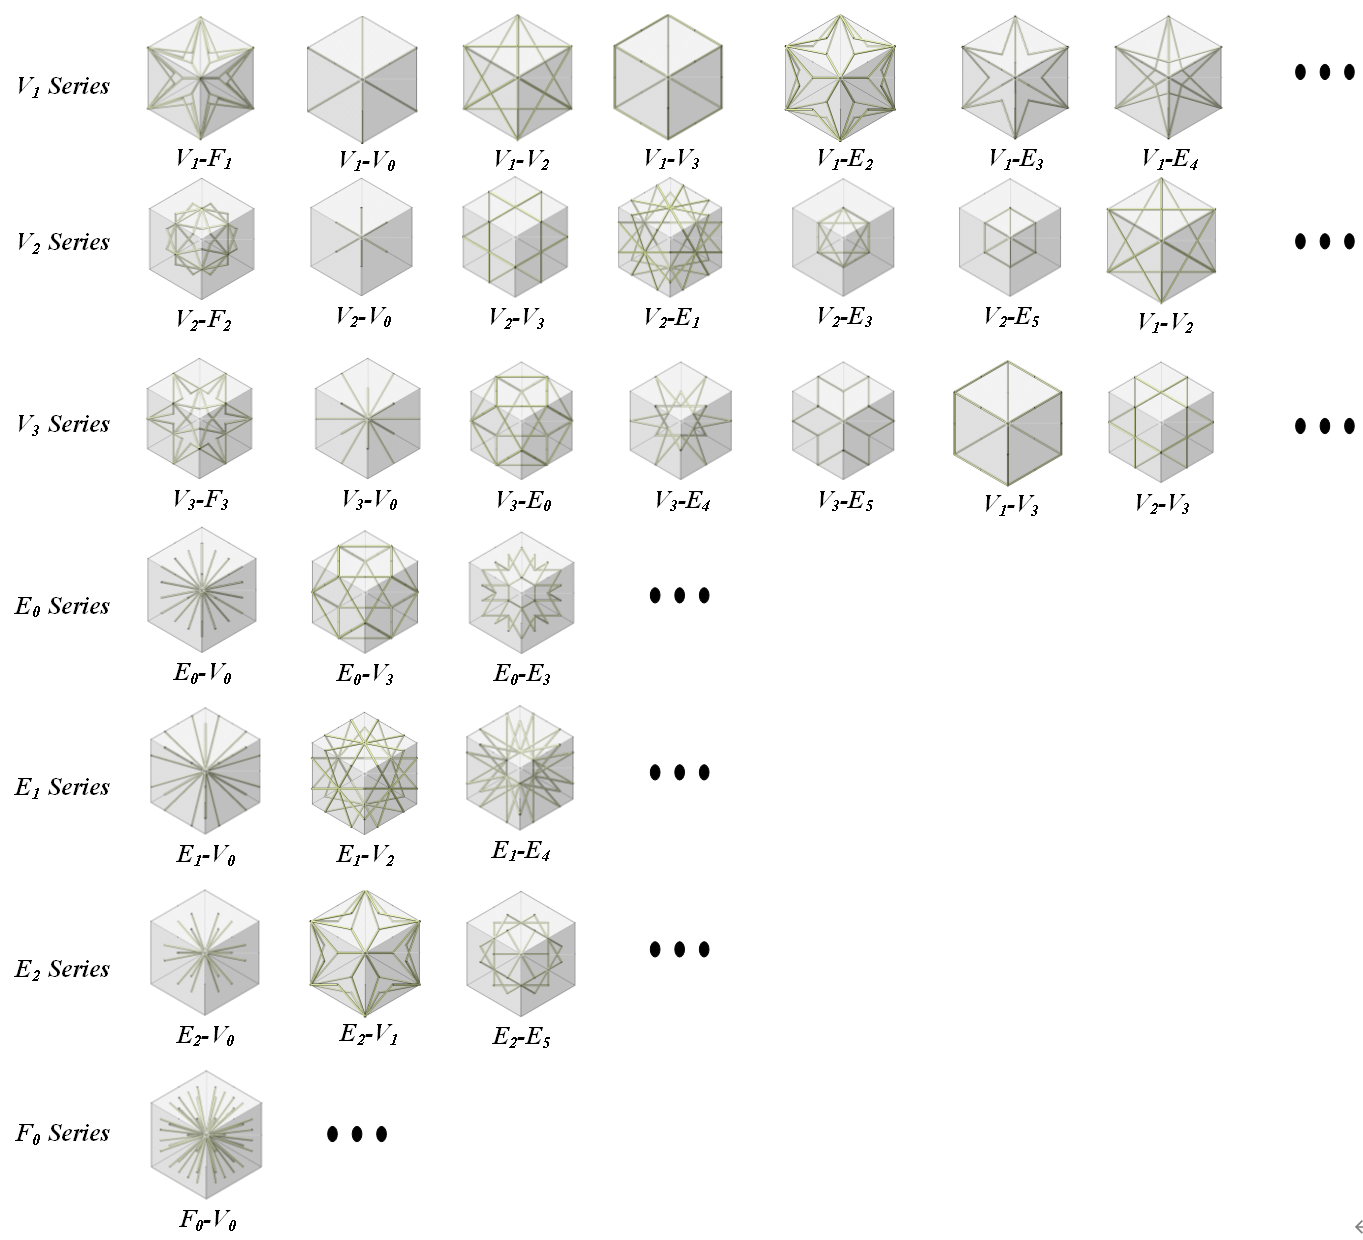 V₁ Series
V₁-F₁ V₁-V₀ V₁-V₂ V₁-V₃ V₁-E₂ V₁-E₃ V₁-E₄
V₂ Series
V₂-F₂ V₂-V₀ V₂-V₃ V₂-E₁ V₂-E₃ V₂-E₅ V₁-V₂
V₃ Series
V₃-F₃ V₃-V₀ V₃-E₀ V₃-E₄ V₃-E₅ V₁-V₃ V₂-V₃
E₀ Series
E₀-V₀ E₀-V₃ E₀-E₃
E₁ Series
E₁-V₀ E₁-V₂ E₁-E₄
E₂ Series
E₂-V₀ E₂-V₁ E₂-E₅
F₀ Series
F₀-V₀